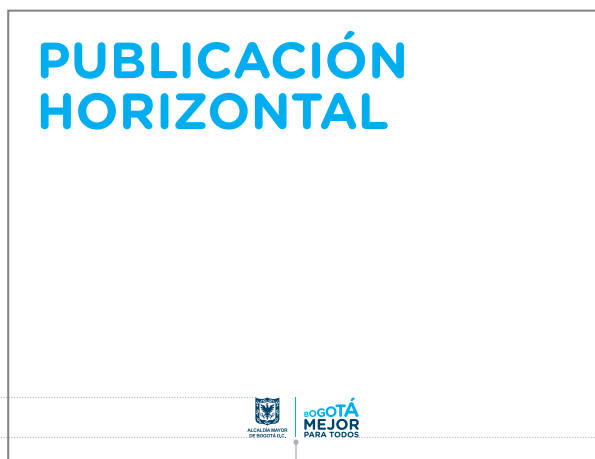 PUBLICACIÓN
HORIZONTAL
ALCALDÍA MAYOR
DE BOGOTÁ D.C.
BOGOTÁ
MEJOR
PARA TODOS